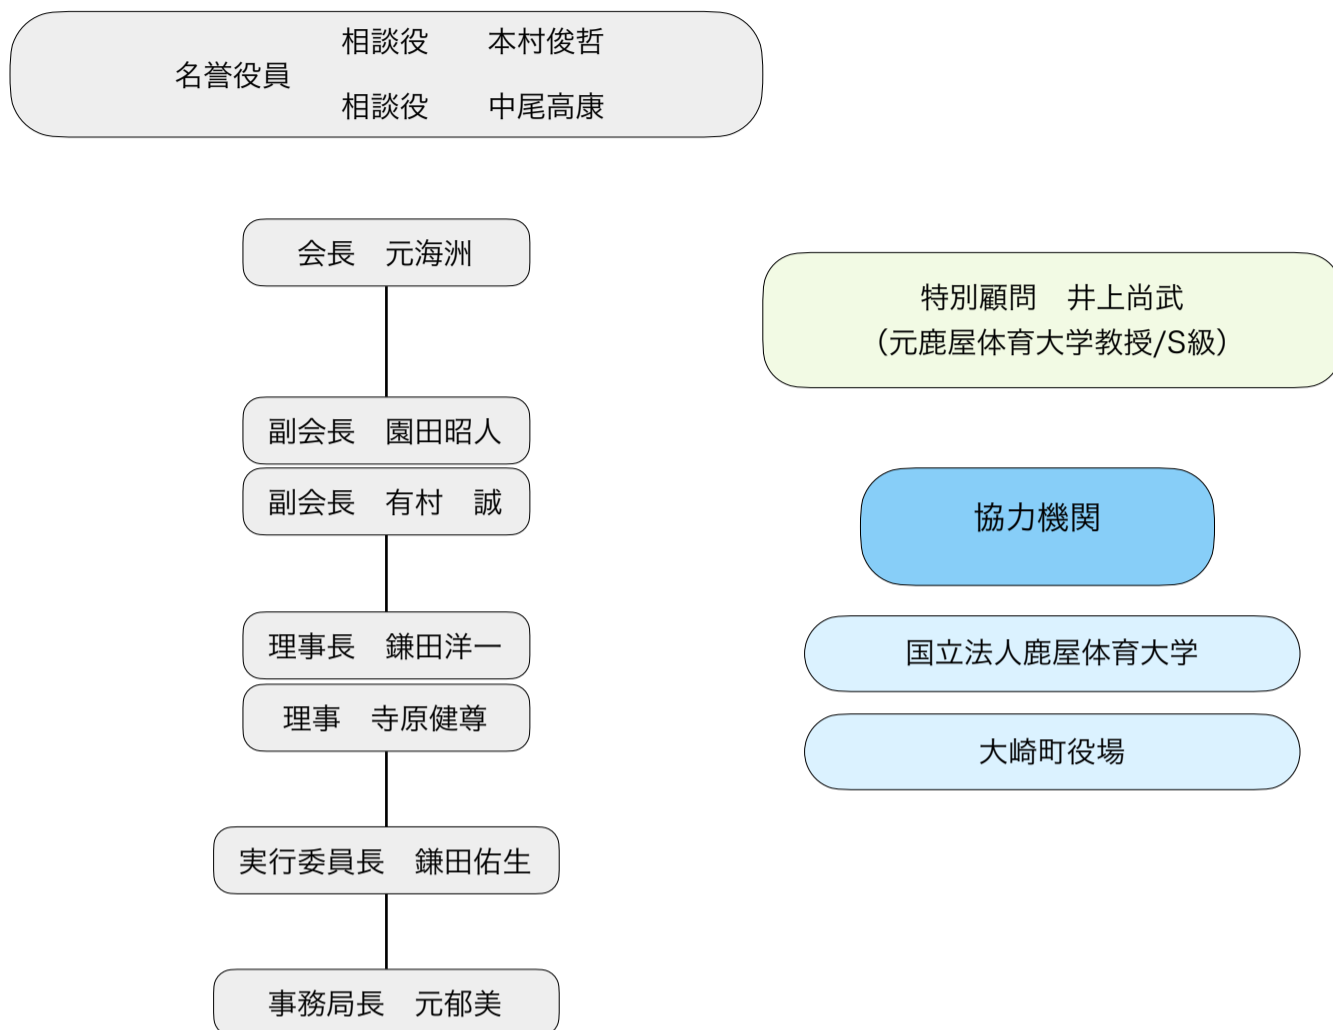 名誉役員
相談役　　本村俊哲
相談役　　中尾高康
会長　元海洲
副会長　園田昭人
副会長　有村　誠
理事長　鎌田洋一
理事　寺原健尊
実行委員長　鎌田佑生
事務局長　元郁美
特別顧問　井上尚武
（元鹿屋体育大学教授/S級）
協力機関
国立法人鹿屋体育大学
大崎町役場